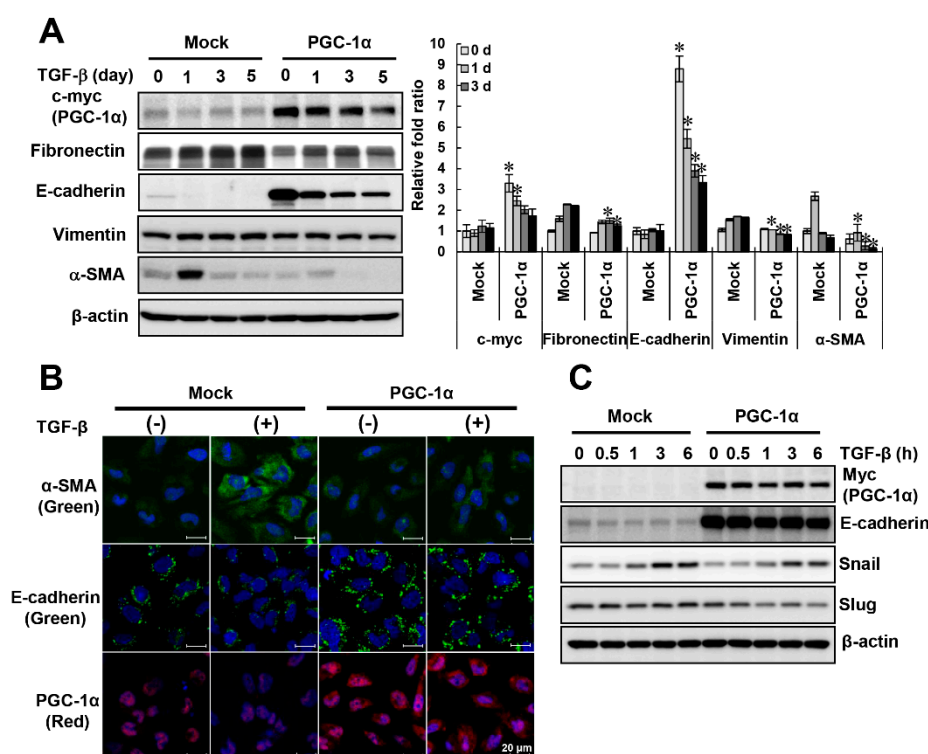 A
Mock PGC-1α
TGF-β (day) 0 1 3 5 0 1 3 5
c-myc
(PGC-1α)
Fibronectin
E-cadherin
Vimentin
α-SMA
β-actin
Relative fold ratio
10
9
8
7
6
5
4
3
2
1
0
0 d
1 d
3 d
* * * * * * * * * * * * * * *
Mock PGC-1α Mock PGC-1α Mock PGC-1α Mock PGC-1α Mock PGC-1α
c-myc Fibronectin E-cadherin Vimentin α-SMA
B
Mock PGC-1α
TGF-β (-) (+) (-) (+)
α-SMA
(Green)
E-cadherin
(Green)
PGC-1α
(Red)
20 μm
C
Mock PGC-1α
0 0.5 1 3 6 0 0.5 1 3 6 TGF-β (h)
Myc
(PGC-1α)
E-cadherin
Snail
Slug
β-actin